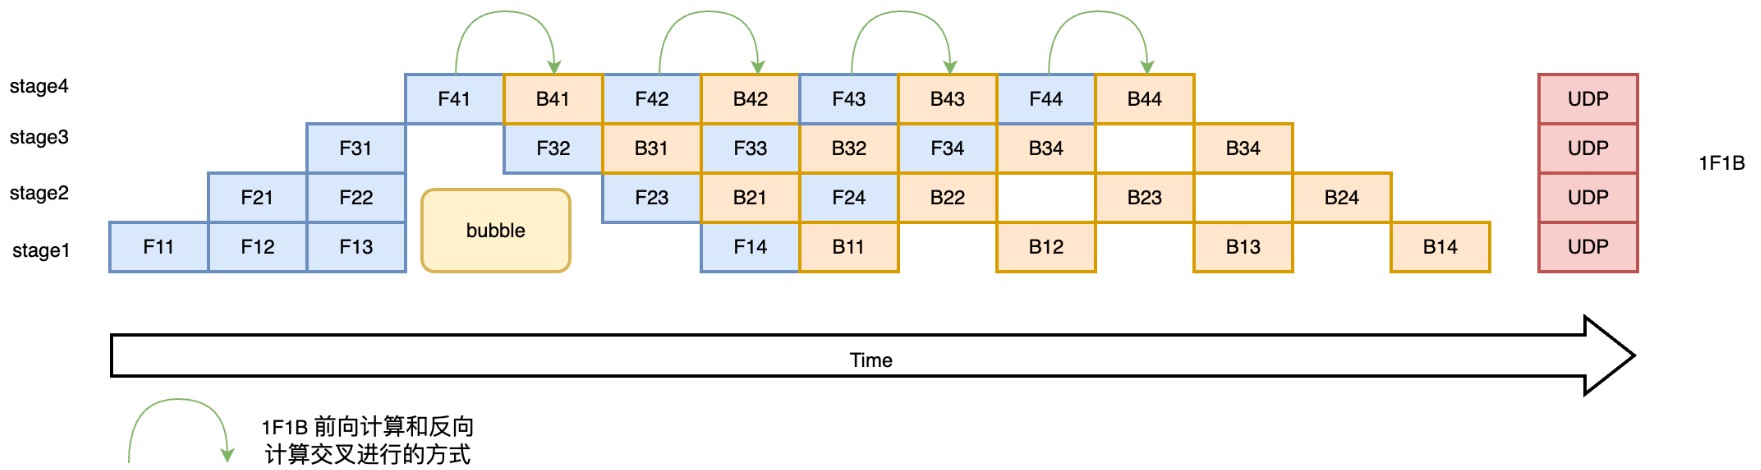 stage4 F41 B41 F42 B42 F43 B43 F44 B44 UDP
stage3 F31 F32 B31 F33 B32 F34 B34 B34 UDP
1F1B
stage2 F21 F22 F23 B21 F24 B22 B23 B24 UDP
bubble
stage1 F11 F12 F13 F14 B11 B12 B13 B14 UDP
Time
1F1B 前向计算和反向
计算交叉进行的方式